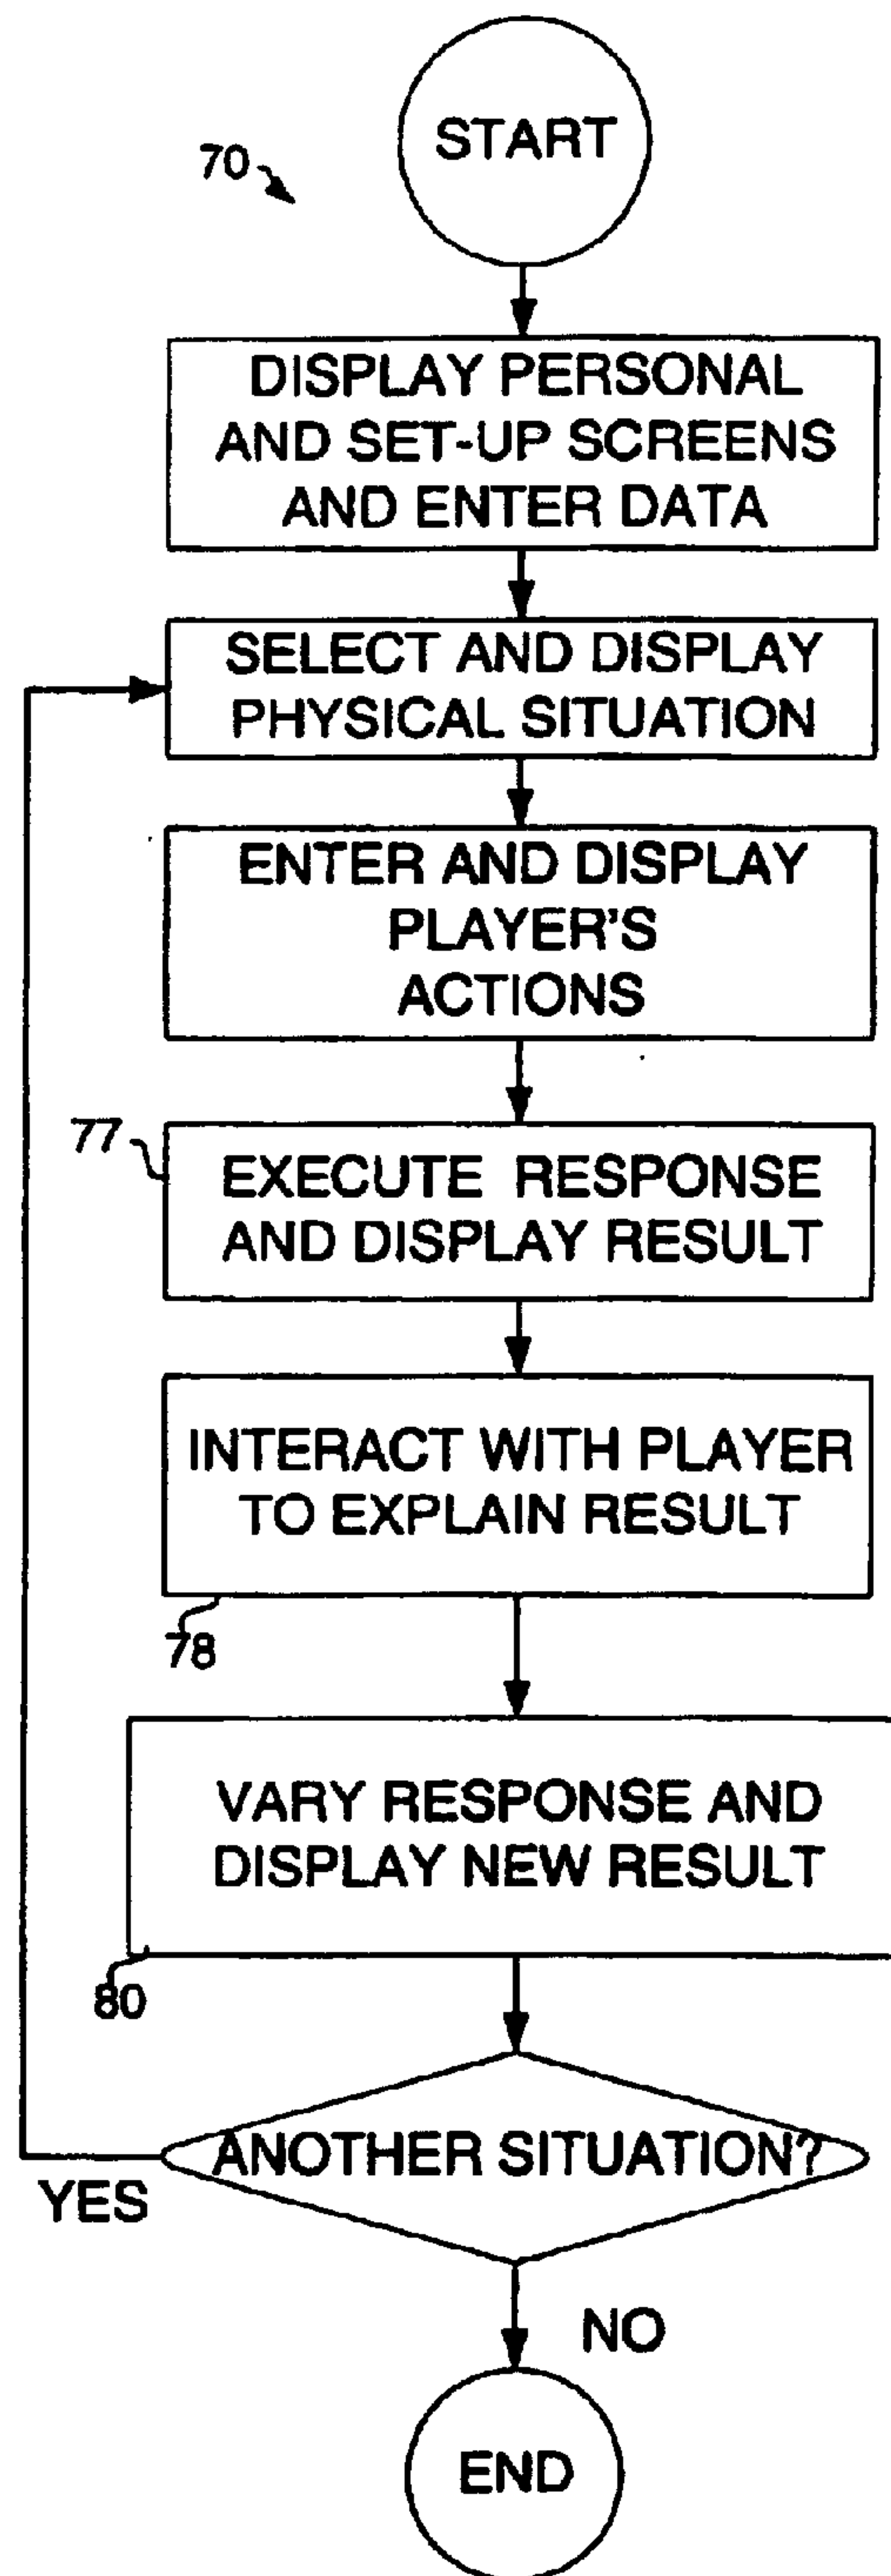 START
70
DISPLAY PERSONAL
AND SET-UP SCREENS
AND ENTER DATA
SELECT AND DISPLAY
PHYSICAL SITUATION
ENTER AND DISPLAY
PLAYER'S
ACTIONS
77
EXECUTE RESPONSE
AND DISPLAY RESULT
INTERACT WITH PLAYER
TO EXPLAIN RESULT
78
VARY RESPONSE AND
DISPLAY NEW RESULT
80
ANOTHER SITUATION?
YES
NO
END